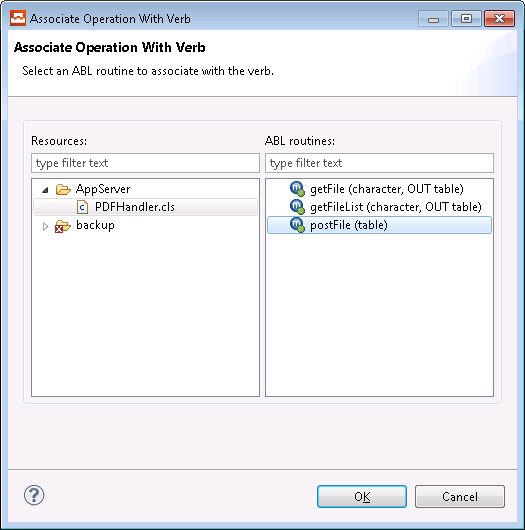 Associate Operation With Verb
Associate Operation With Verb
Select an ABL routine to associate with the verb.
Resources:
ABL routines:
type filter text
type filter text
AppServer
PDFHandler.cls
backup
getFile (character, OUT table)
getFileList (character, OUT table)
postFile (table)
OK
Cancel